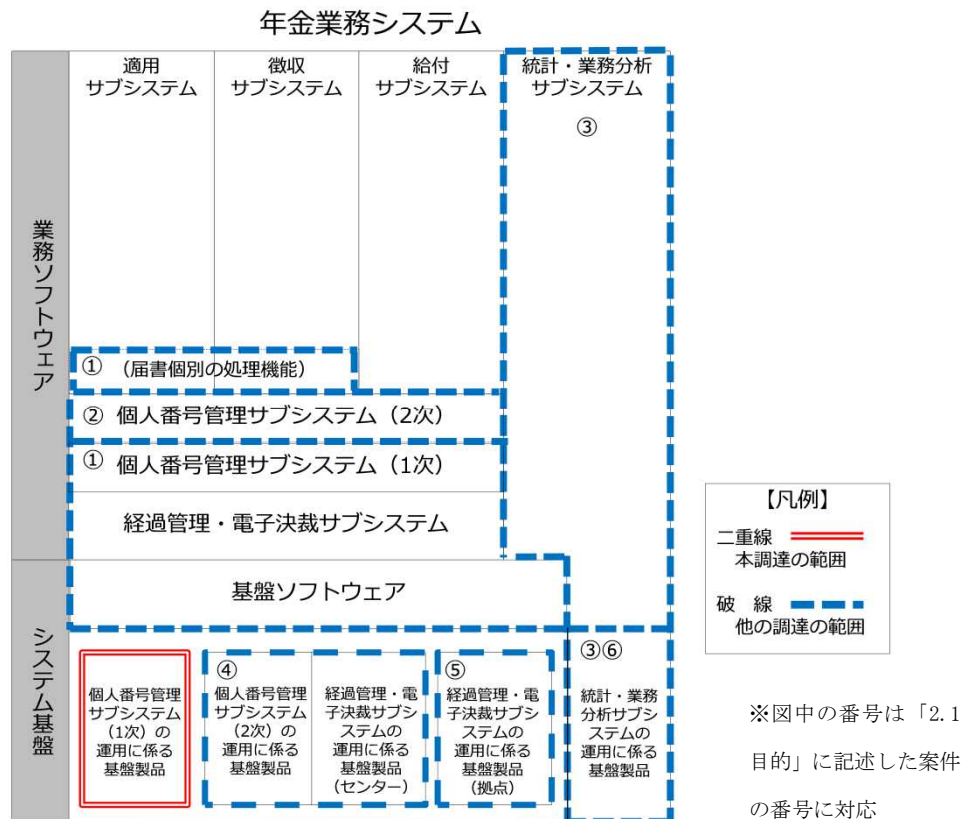 年金業務システム
適用
サブシステム
徴収
サブシステム
給付
サブシステム
統計・業務分析
サブシステム
③
業務ソフトウェア
① (届書個別の処理機能)
② 個人番号管理サブシステム(2次)
① 個人番号管理サブシステム(1次)
経過管理・電子決裁サブシステム
基盤ソフトウェア
システム基盤
個人番号管理
サブシステム
(1次)の
運用に係る
基盤製品
④
個人番号管理
サブシステム
(2次)の
運用に係る
基盤製品
経過管理・電
子決裁サブシ
ステムの
運用に係る
基盤製品
(センター)
⑤
経過管理・電
子決裁サブシ
ステムの
運用に係る
基盤製品
(拠点)
③⑥
統計・業務
分析サブシ
ステムの
運用に係る
基盤製品
【凡例】
二重線
本調達の範囲
破 線
他の調達の範囲
※図中の番号は「2.1
目的」に記述した案件
の番号に対応